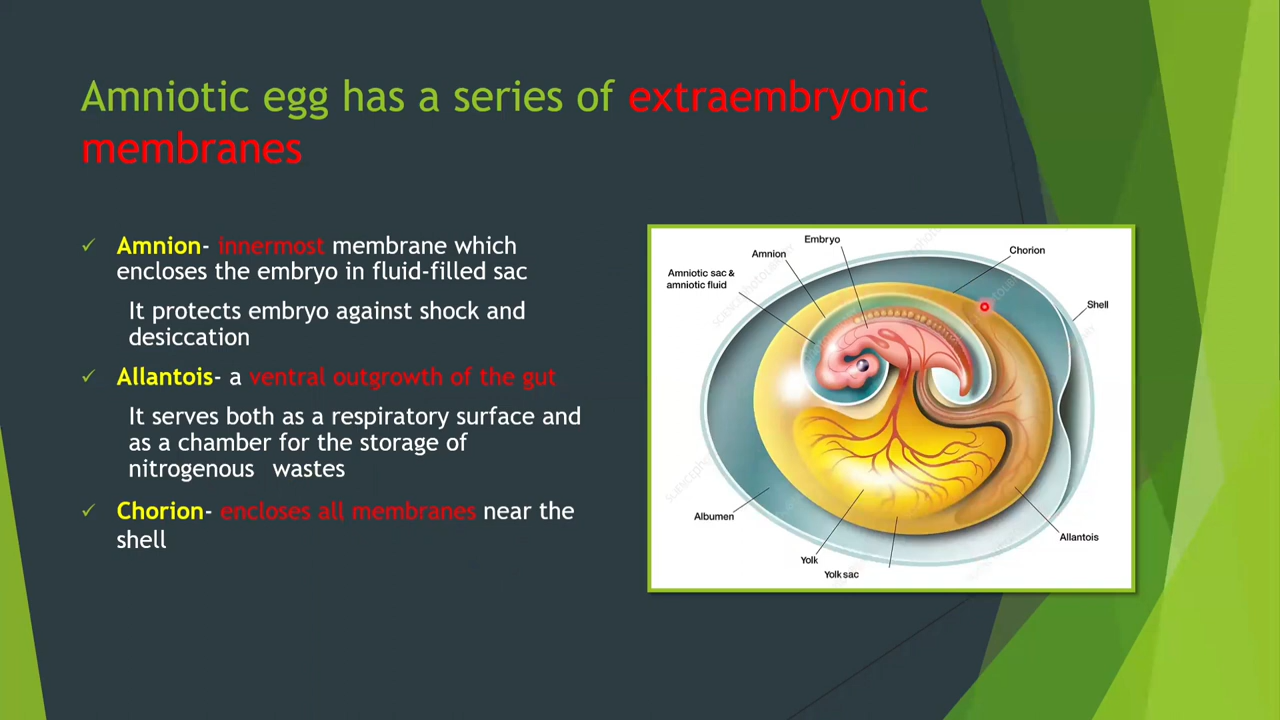 Amniotic egg has a series of extraembryonic
membranes
✓ Amnion- innermost membrane which
encloses the embryo in fluid-filled sac
It protects embryo against shock and
desiccation
✓ Allantois- a ventral outgrowth of the gut
It serves both as a respiratory surface and
as a chamber for the storage of
nitrogenous wastes
✓ Chorion- encloses all membranes near the
shell
Embryo
Amnion
Chorion
Amniotic sac &
amniotic fluid
Shell
Albumen
Allantois
Yolk
Yolk sac